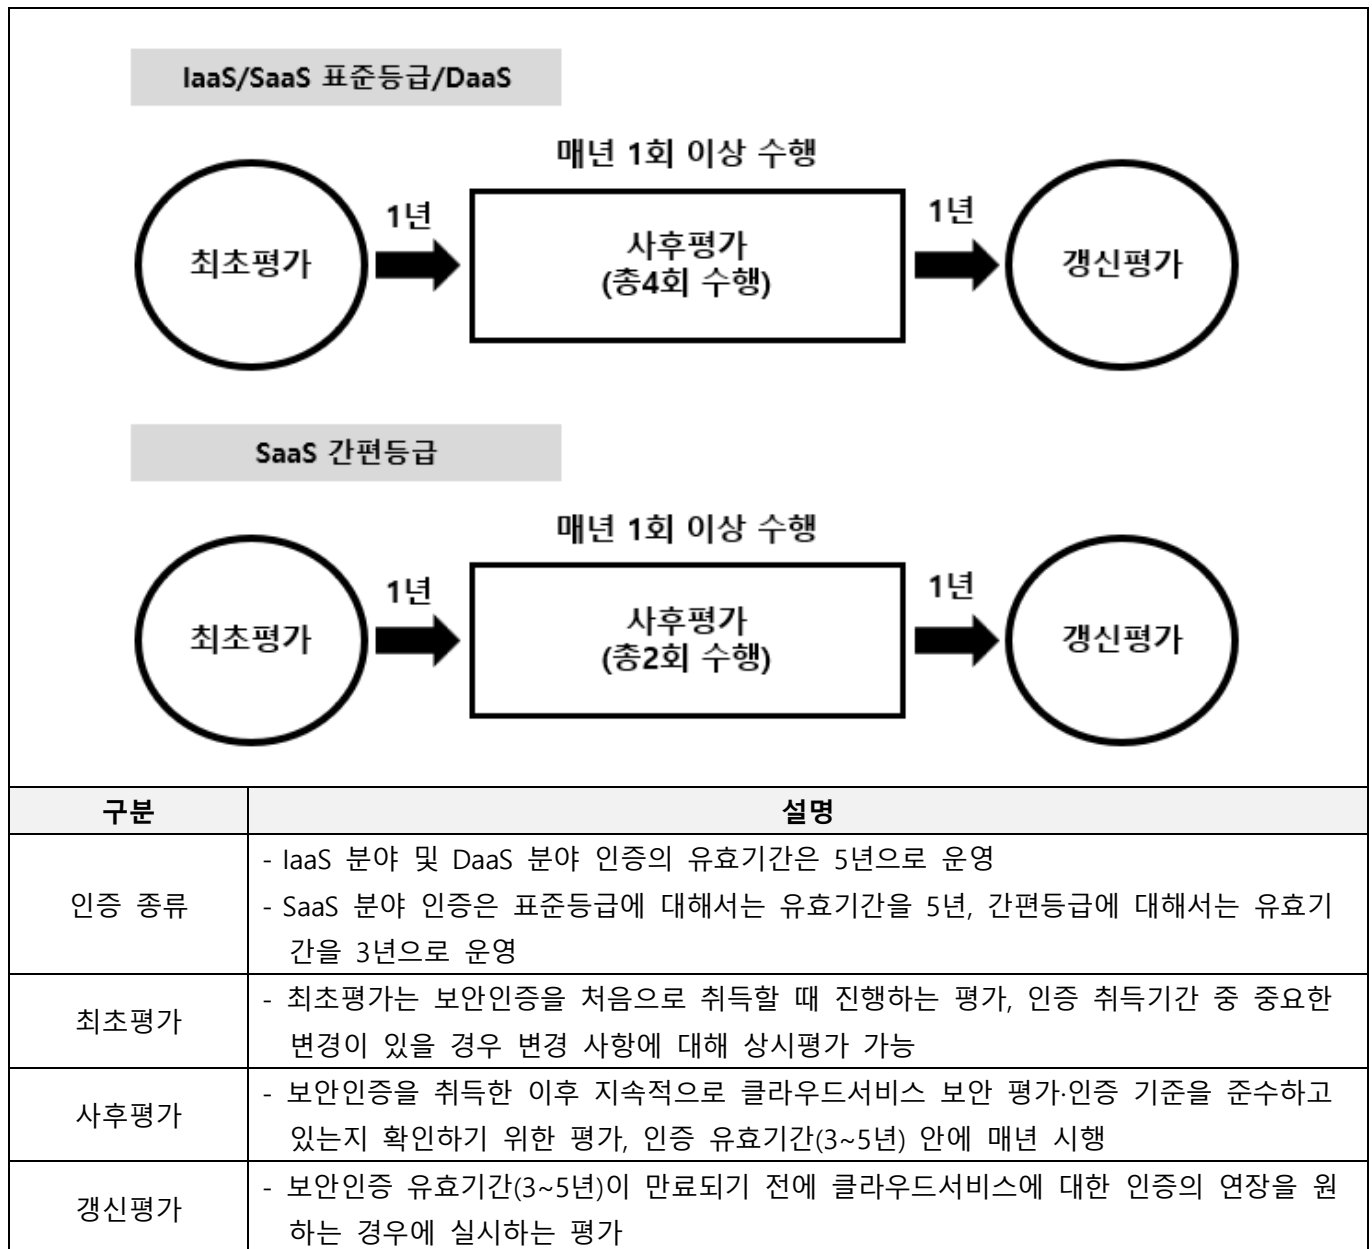 IaaS/SaaS 표준등급/DaaS
매년 1회 이상 수행
최초평가
1년
사후평가
(총4회 수행)
1년
갱신평가
SaaS 간편등급
매년 1회 이상 수행
최초평가
1년
사후평가
(총2회 수행)
1년
갱신평가
구분
설명
인증 종류
- IaaS 분야 및 DaaS 분야 인증의 유효기간은 5년으로 운영
- SaaS 분야 인증은 표준등급에 대해서는 유효기간을 5년, 간편등급에 대해서는 유효기
간을 3년으로 운영
최초평가
- 최초평가는 보안인증을 처음으로 취득할 때 진행하는 평가, 인증 취득기간 중 중요한
변경이 있을 경우 변경 사항에 대해 상시평가 가능
사후평가
- 보안인증을 취득한 이후 지속적으로 클라우드서비스 보안 평가·인증 기준을 준수하고
있는지 확인하기 위한 평가, 인증 유효기간(3~5년) 안에 매년 시행
갱신평가
- 보안인증 유효기간(3~5년)이 만료되기 전에 클라우드서비스에 대한 인증의 연장을 원
하는 경우에 실시하는 평가